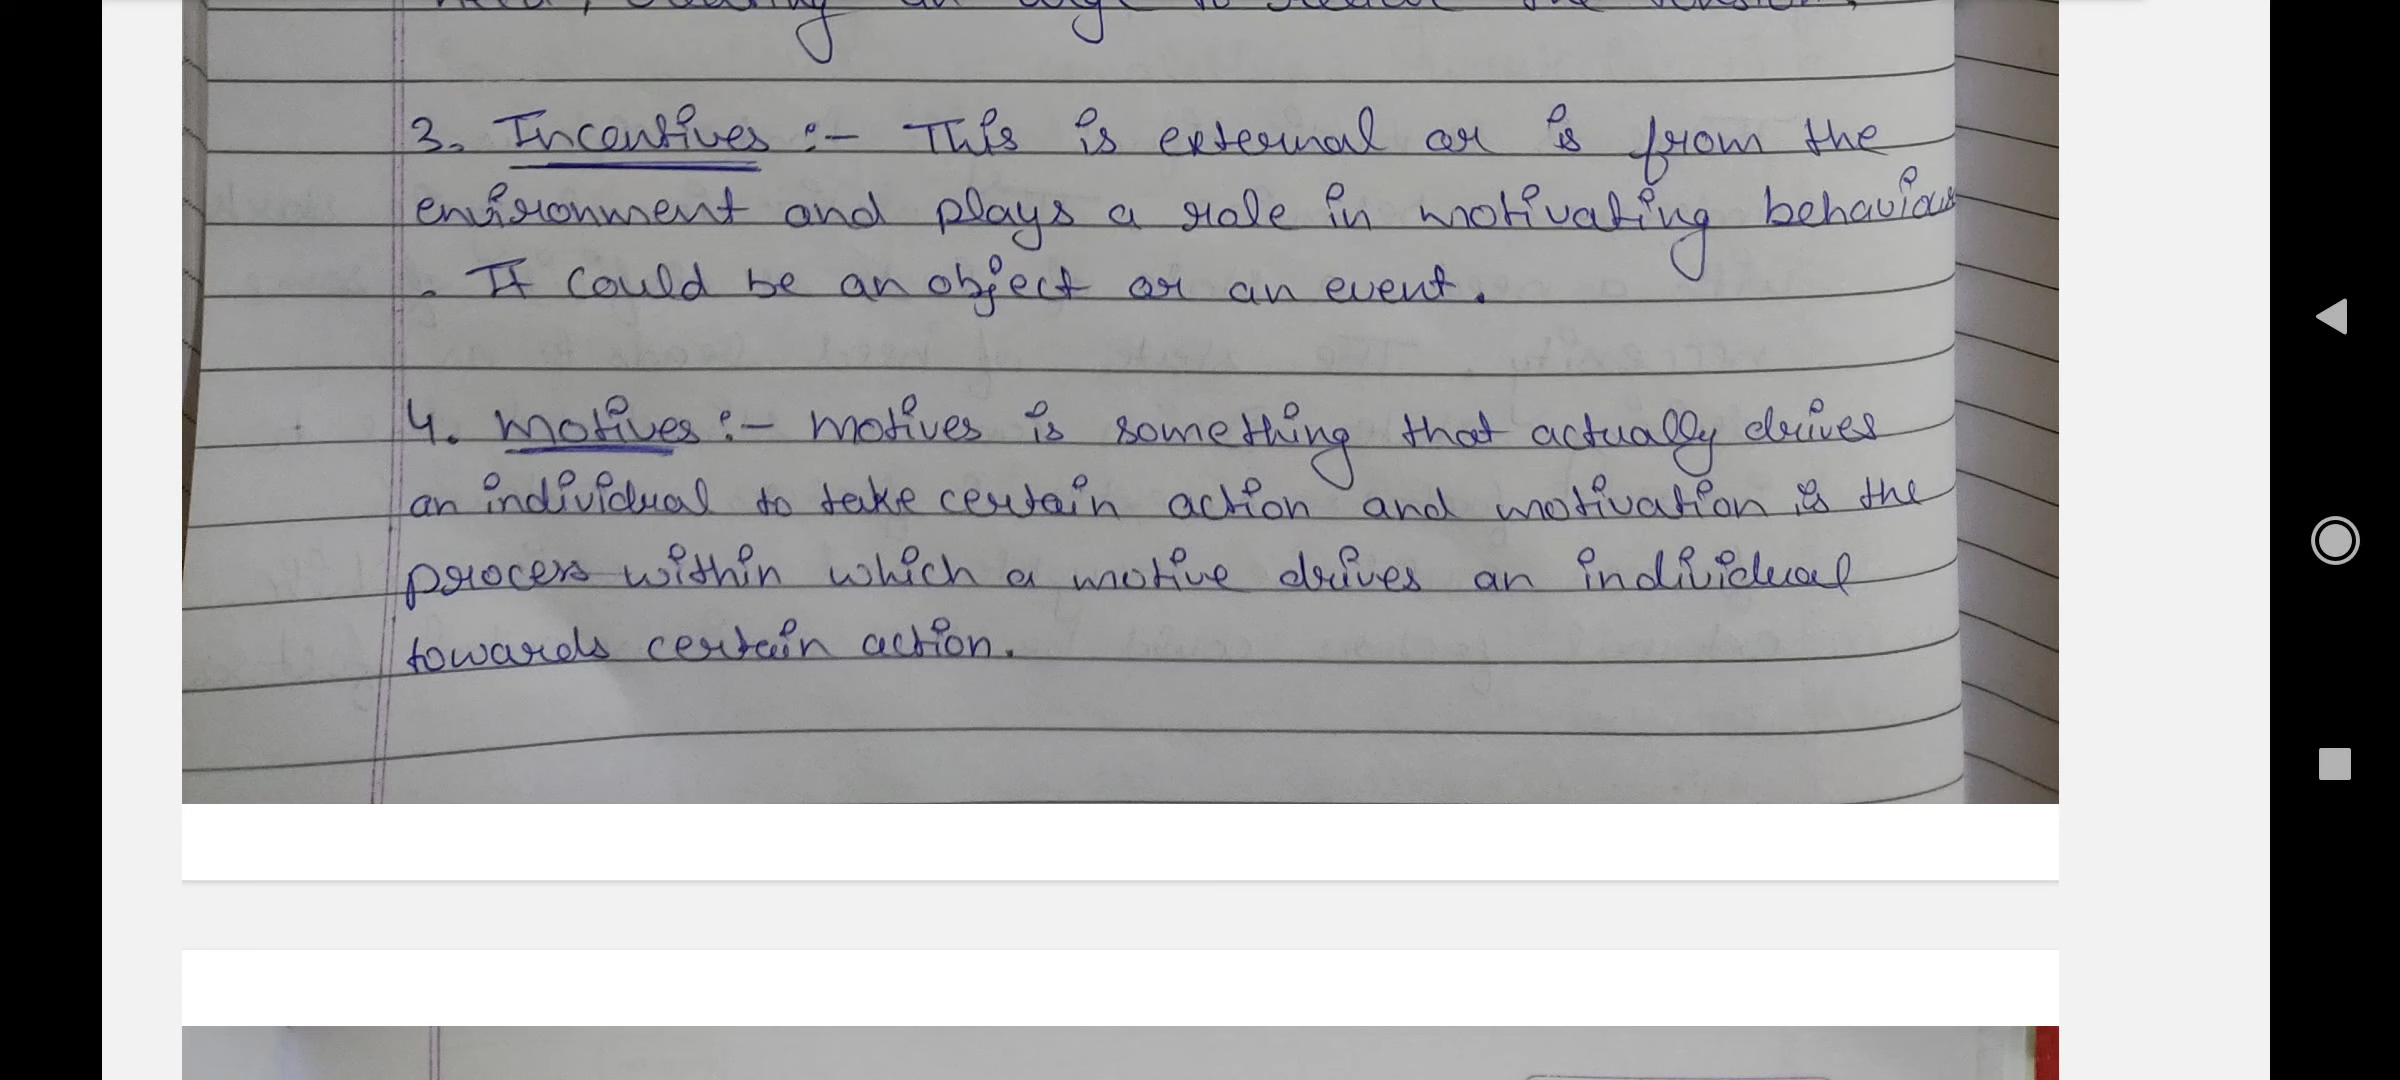 3. Incentives :- This is external or is from the
environment and plays a role in motivating behaviour
. It could be an object or an event.
4. Motives :- Motives is something that actually drives
an individual to take certain action and motivation is the
process within which a motive drives an individual
towards certain action.